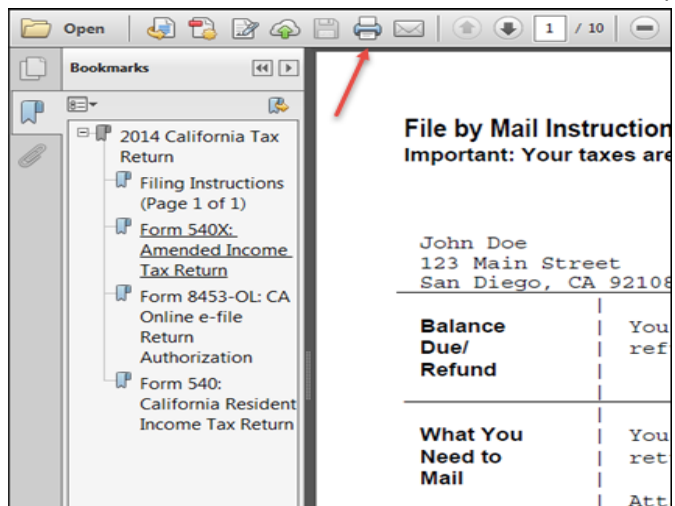 Open 1 / 10
Bookmarks
2014 California Tax
Return
Filing Instructions
(Page 1 of 1)
Form 540X:
Amended Income
Tax Return
Form 8453-OL: CA
Online e-file
Return
Authorization
Form 540:
California Resident
Income Tax Return
File by Mail Instruction
Important: Your taxes are
John Doe
123 Main Street
San Diego, CA 92108
Balance | You
Due/ | ref
Refund |
What You | You
Need to | ret
Mail |
| Att